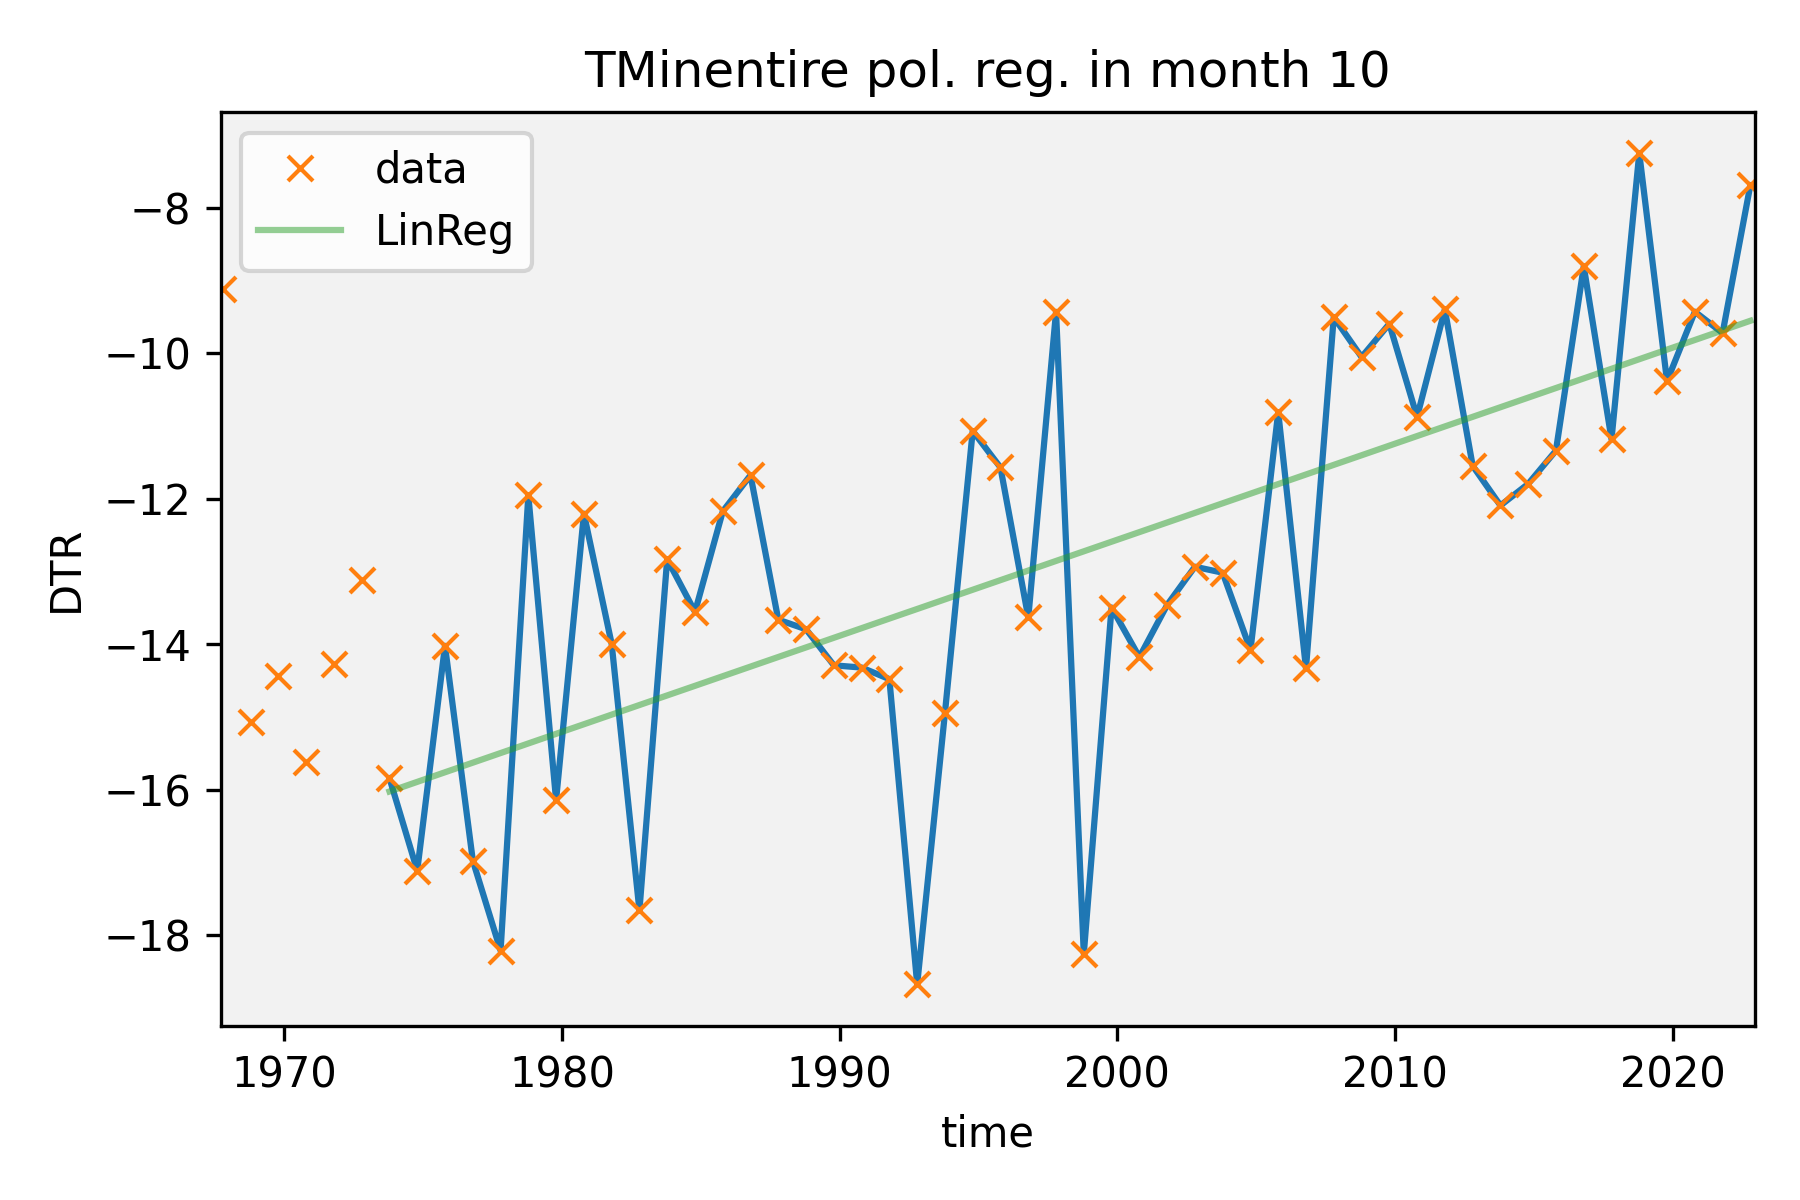 TMinentire pol. reg. in month 10
data
LinReg
DTR
−8
−10
−12
−14
−16
−18
1970 1980 1990 2000 2010 2020
time